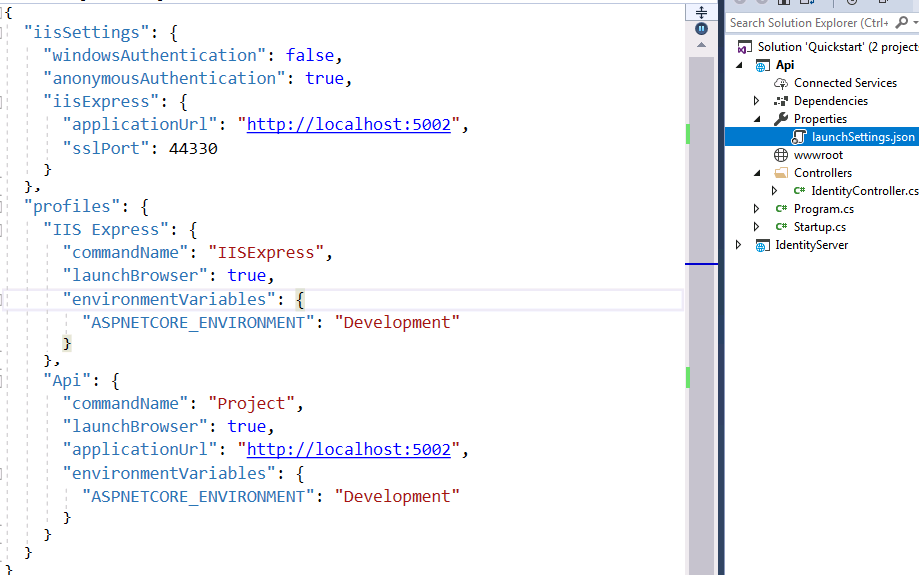 {
"iisSettings": {
"windowsAuthentication": false,
"anonymousAuthentication": true,
"iisExpress": {
"applicationUrl": "http://localhost:5002",
"sslPort": 44330
}
},
"profiles": {
"IIS Express": {
"commandName": "IISExpress",
"launchBrowser": true,
"environmentVariables": {
"ASPNETCORE_ENVIRONMENT": "Development"
}
},
"Api": {
"commandName": "Project",
"launchBrowser": true,
"applicationUrl": "http://localhost:5002",
"environmentVariables": {
"ASPNETCORE_ENVIRONMENT": "Development"
}
}
}
}
Search Solution Explorer (Ctrl+
Solution 'Quickstart' (2 project
Api
Connected Services
Dependencies
Properties
launchSettings.json
wwwroot
Controllers
C# IdentityController.cs
C# Program.cs
C# Startup.cs
IdentityServer